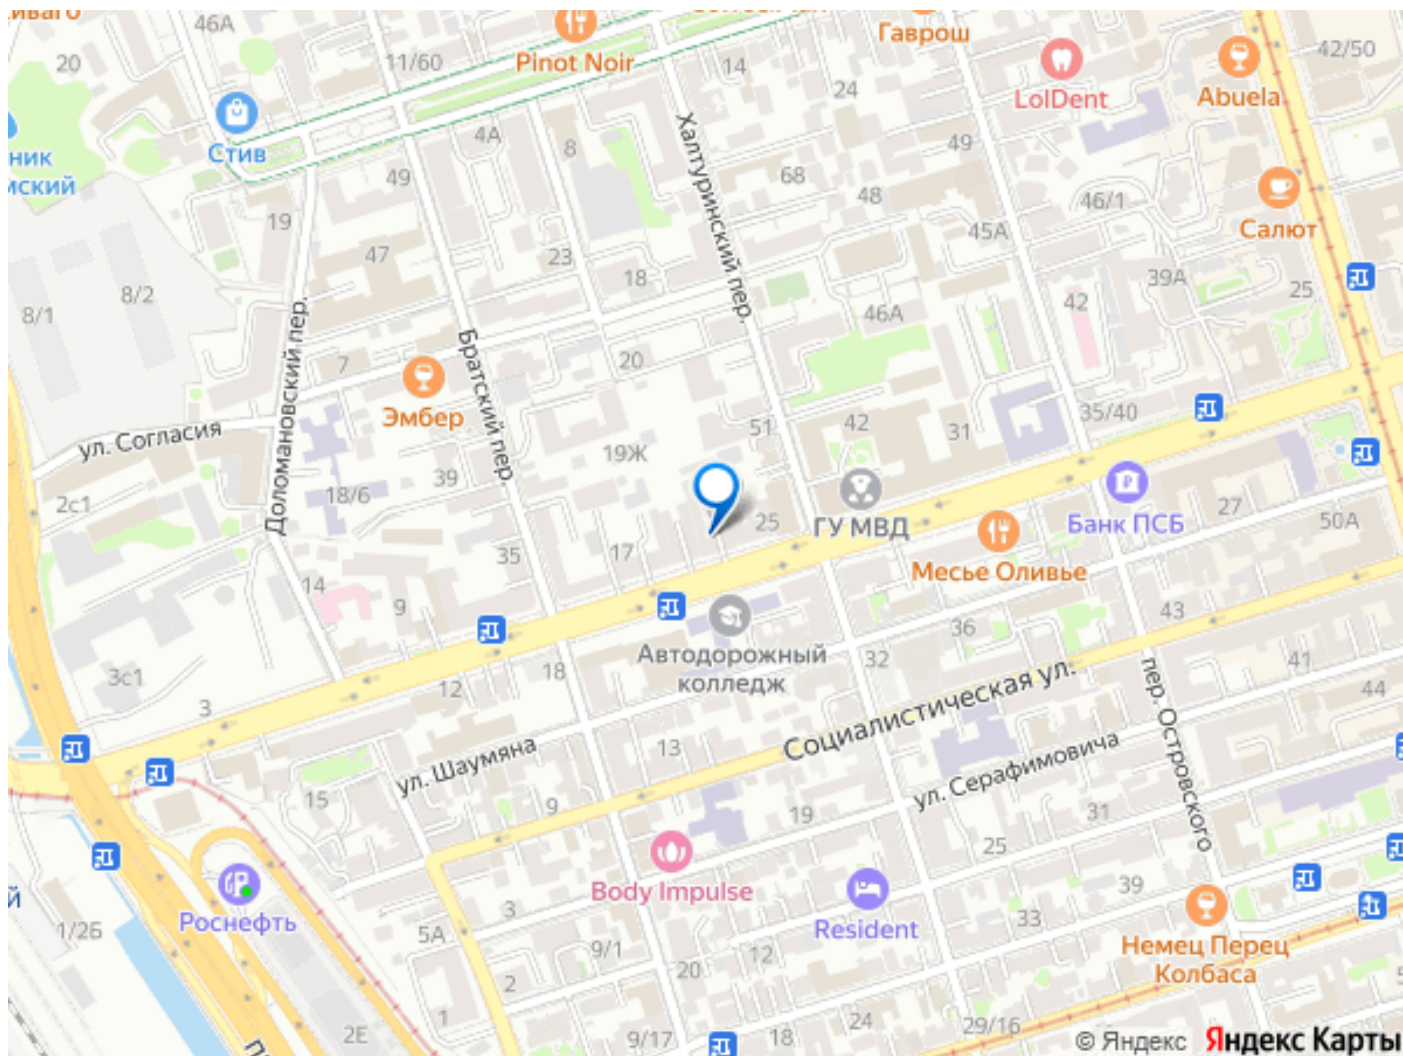 иваго
46А
20
11/60
Pinot Noir
Гаврош
14
24
LolDent
Abuela
42/50
Стив
4А
8
Халтуринский пер.
49
ник
мский
49
68
48
46/1
Салют
19
47
23
18
45А
39А
25
8/2
8/1
42
46А
Доломановский пер.
Братский пер.
7
20
Эмбер
35/40
51
42
31
ул. Согласия
19Ж
39
2с1
18/6
25
ГУ МВД
Банк ПСБ
27
50А
35
17
Месье Оливье
14
9
43
36
Автодорожный
колледж
32
41
3с1
18
12
44
3
Социалистическая ул.
пер. Островского
13
ул. Шаумяна
ул. Серафимовича
15
9
19
31
25
Body Impulse
39
й
Роснефть
3
Resident
33
1/2Б
5А
9/1
12
Немец Перец
Колбаса
20
2
1
2Е
9/17
18
24
29/16
© Яндекс Яндекс Карты